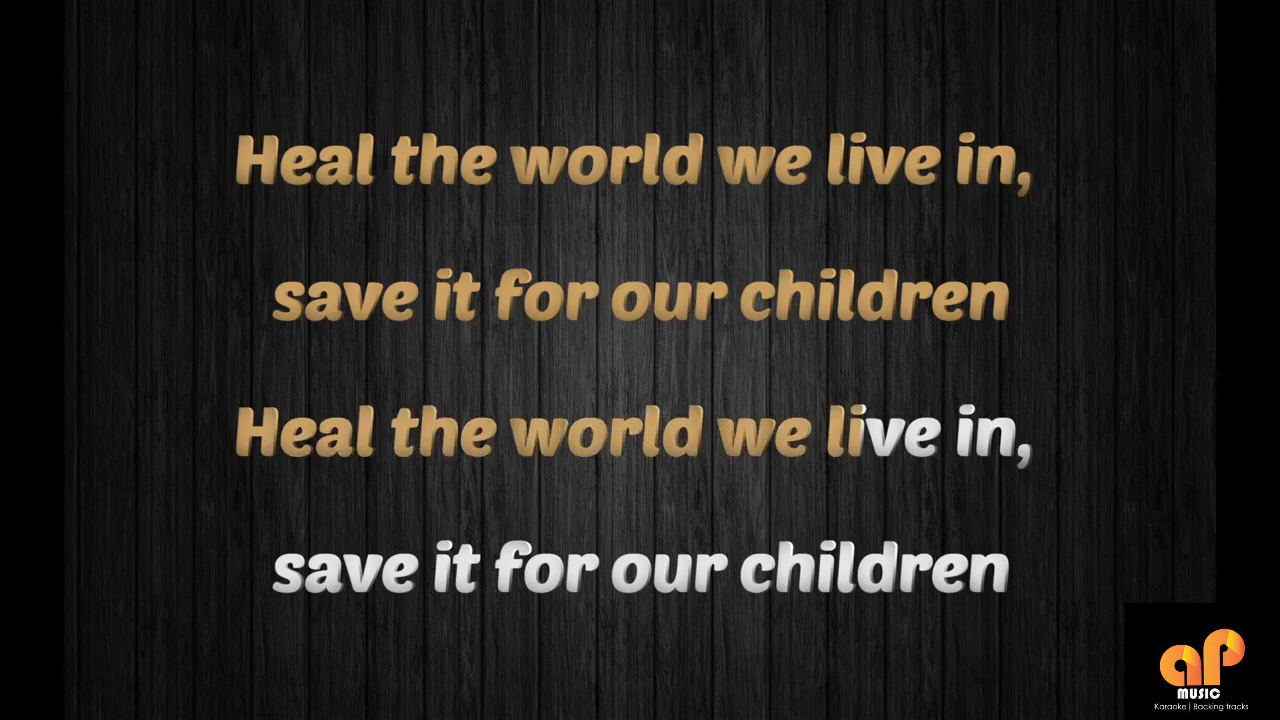 Heal the world we live in,
save it for our children
Heal the world we live in,
save it for our children
aP
MUSIC
Karaoke | Backing tracks